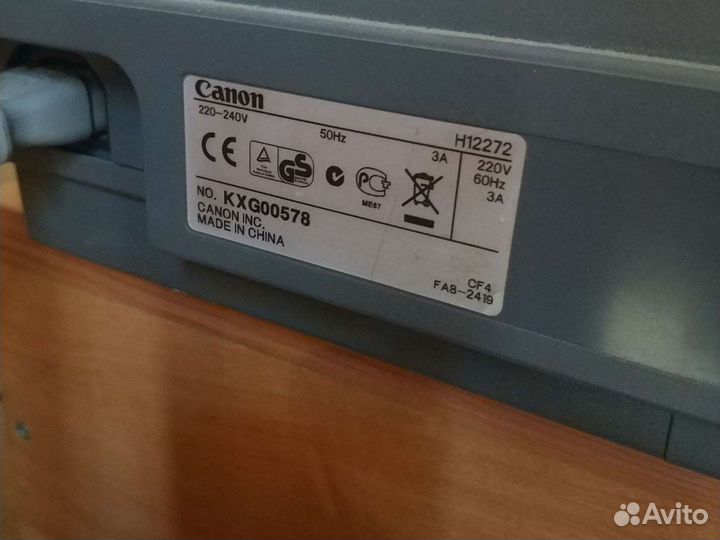 Canon
220-240V 50Hz 3A
H12272
220V
60Hz
3A
CE
GS
PC
ME67
NO. KXG00578
CANON INC.
MADE IN CHINA
CF4
FA8-2419
Avito